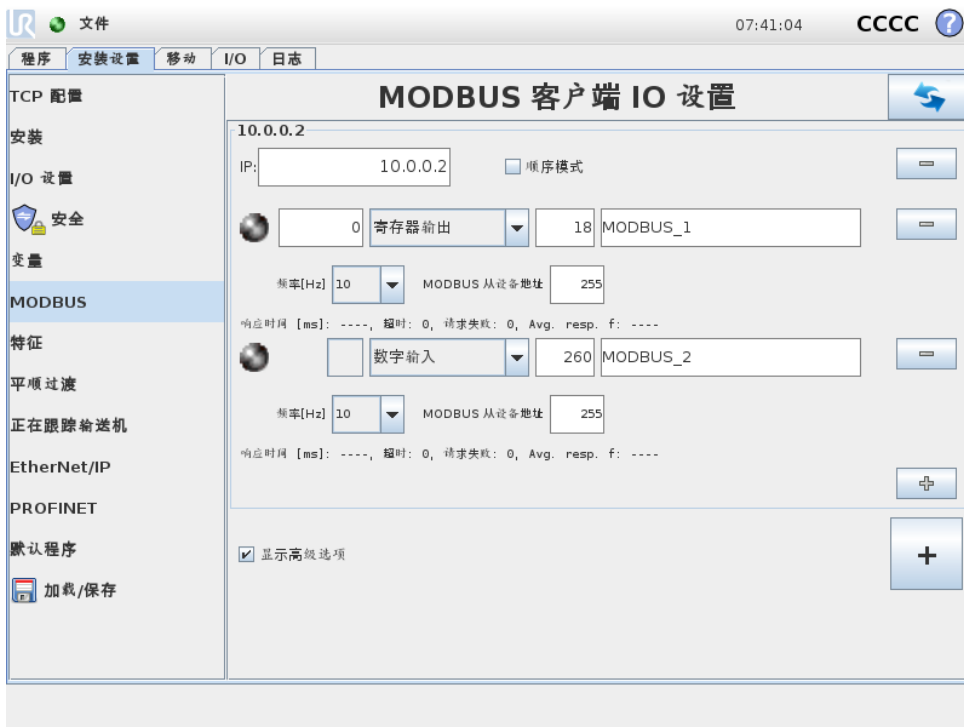 UR 文件 07:41:04 CCCC ?
程序 安装设置 移动 I/O 日志
TCP 配置
安装
I/O 设置
安全
变量
MODBUS
特征
平顺过渡
正在跟踪输送机
EtherNet/IP
PROFINET
默认程序
加载/保存
MODBUS 客户端 IO 设置
10.0.0.2
IP: 10.0.0.2 顺序模式
0 寄存器输出 18 MODBUS_1
频率[Hz] 10 MODBUS 从设备地址 255
响应时间 [ms]: ----, 超时: 0, 请求失败: 0, Avg. resp. f: ----
数字输入 260 MODBUS_2
频率[Hz] 10 MODBUS 从设备地址 255
响应时间 [ms]: ----, 超时: 0, 请求失败: 0, Avg. resp. f: ----
显示高级选项